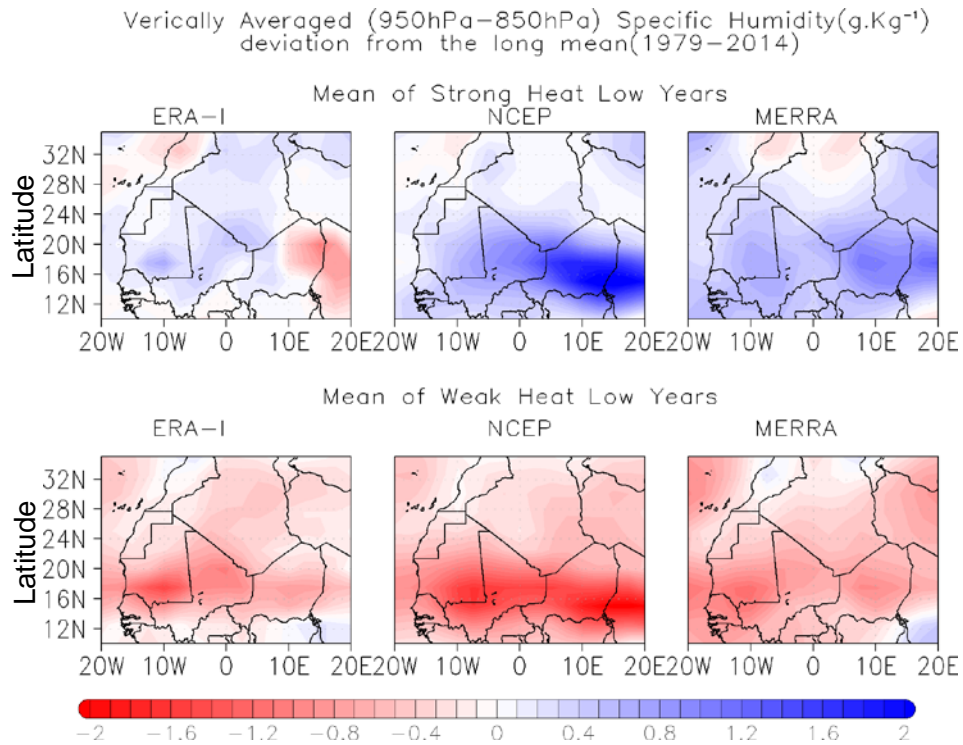 Verically Averaged (950hPa−850hPa) Specific Humidity(g.Kg⁻¹)
deviation from the long mean(1979−2014)
Mean of Strong Heat Low Years
ERA−I NCEP MERRA
Latitude
32N
28N
24N
20N
16N
12N
20W 10W 0 10E 20E20W 10W 0 10E 20E20W 10W 0 10E 20E
Mean of Weak Heat Low Years
ERA−I NCEP MERRA
Latitude
32N
28N
24N
20N
16N
12N
20W 10W 0 10E 20E20W 10W 0 10E 20E20W 10W 0 10E 20E
−2 −1.6 −1.2 −0.8 −0.4 0 0.4 0.8 1.2 1.6 2